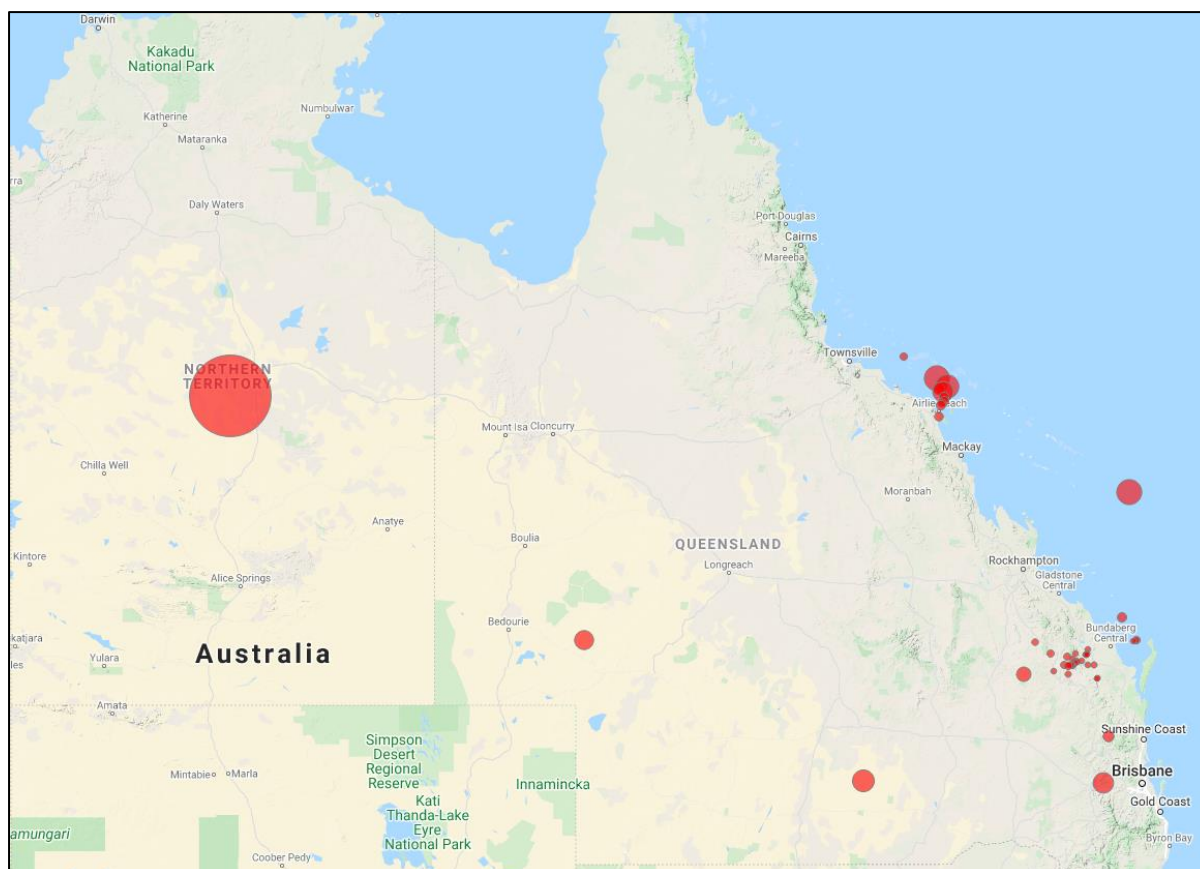 Darwin
Kakadu
National Park
Numbulwar
Katherine
Mataranka
Daly Waters
Port Douglas
Cairns
Mareeba
Townsville
NORTHERN
TERRITORY
Airlie Beach
Mount Isa
Cloncurry
Mackay
Chilla Well
Moranbah
Anatye
Boulia
QUEENSLAND
Kintore
Longreach
Rockhampton
Alice Springs
Gladstone
Central
Bedourie
Bundaberg
Central
katjara
les
Yulara
Australia
Amata
Sunshine Coast
Simpson
Desert
Regional
Reserve
Mintabie
Marla
Innamincka
Brisbane
Kati
Thanda-Lake
Eyre
National Park
Gold Coast
amungari
Byron Bay
Coober Pedy